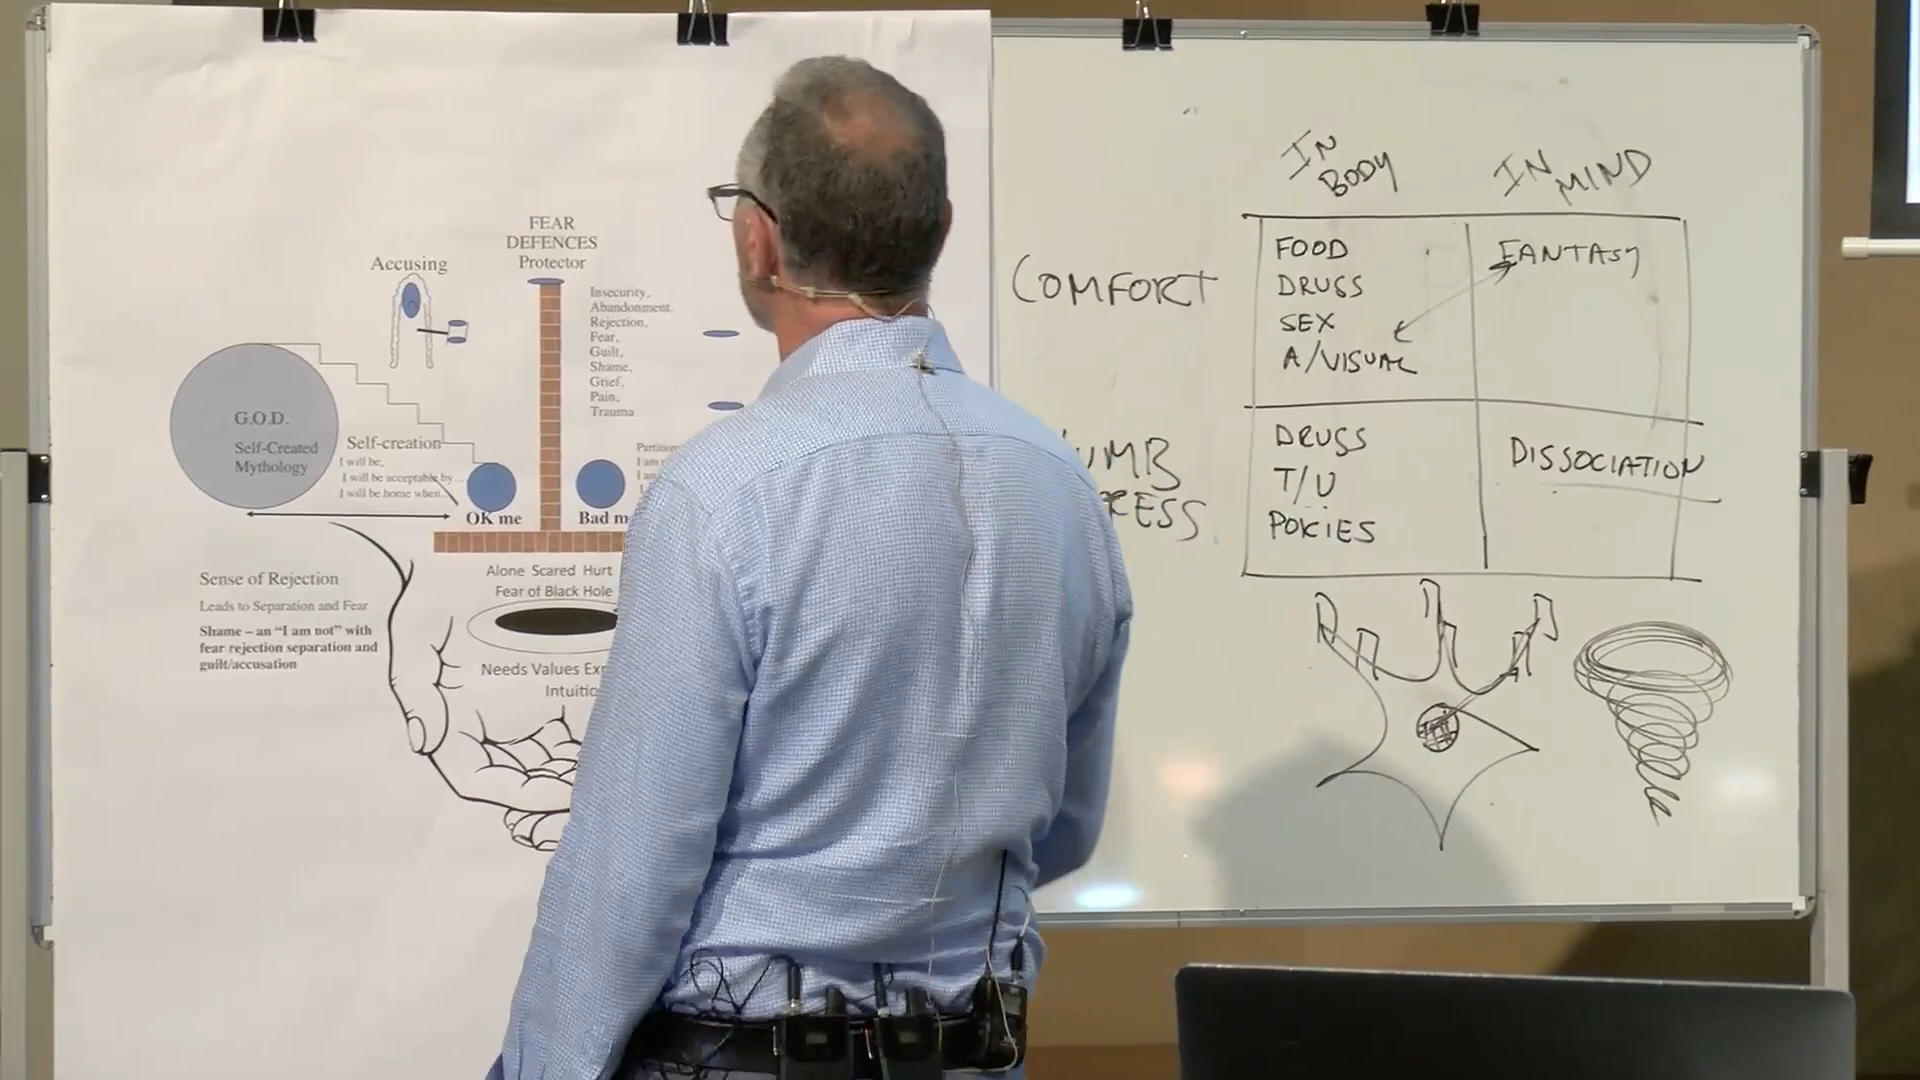 FEAR
DEFENCES
Protector
Accusing
Insecurity,
Abandonment,
Rejection,
Fear,
Guilt,
Shame,
Grief,
Pain,
Trauma
G.O.D.
Self-Created
Mythology
Self-creation
I will be,
I will be acceptable by...
I will be home when...
OK me
Bad
I am
Alone Scared Hurt
Fear of Black Hole
Needs Values
Sense of Rejection
Leads to Separation and Fear
Shame – an “I am not” with
fear rejection separation and
guilt/accusation
IN
BODY
IN MIND
COMFORT
FOOD
DRUGS
SEX
A/VISUAL
FANTASY
DRUGS
T/U
POKIES
DISSOCIATION